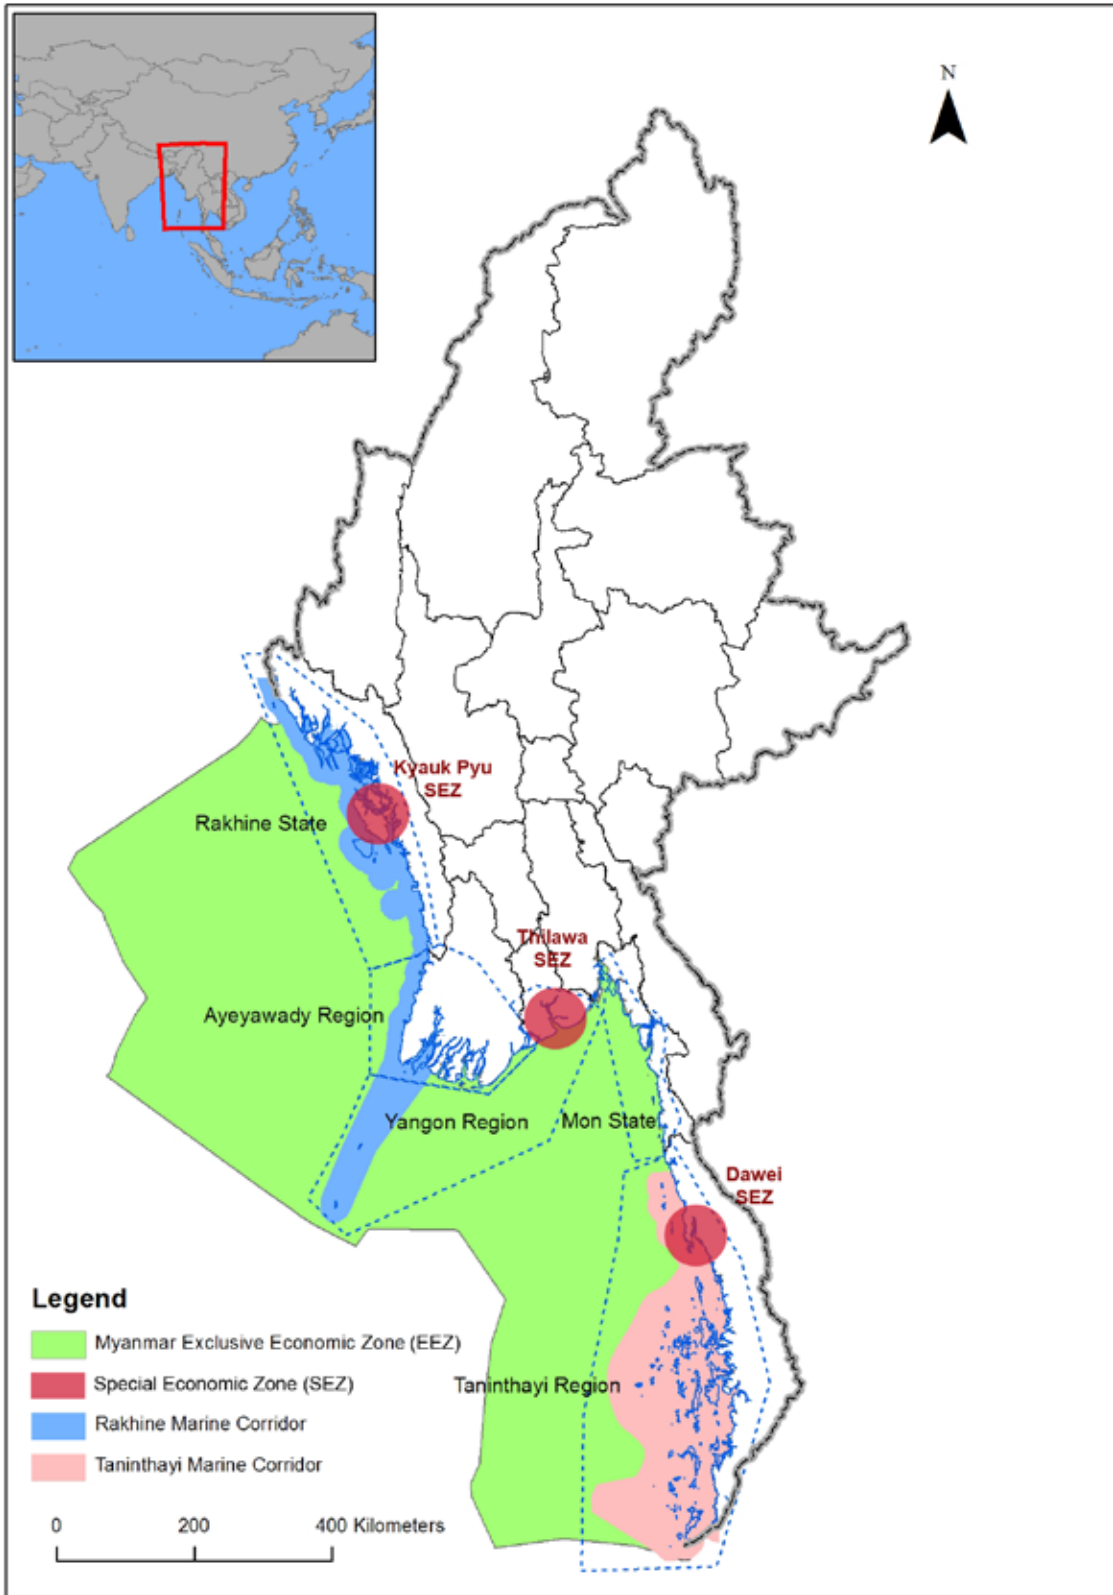 N
Kyauk Pyu
SEZ
Rakhine State
Thilawa
SEZ
Ayeyawady Region
Yangon Region
Mon State
Dawei
SEZ
Taninthayi Region
Legend
Myanmar Exclusive Economic Zone (EEZ)
Special Economic Zone (SEZ)
Rakhine Marine Corridor
Taninthayi Marine Corridor
0 200 400 Kilometers